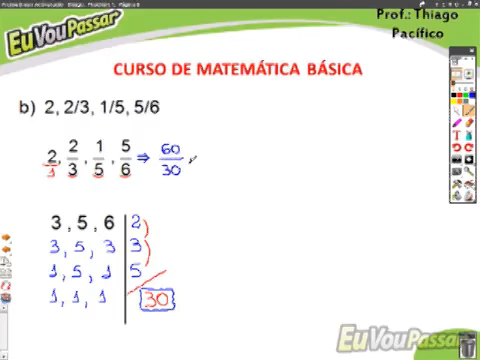 EuVouPassar
Prof.: Thiago
Pacífico
CURSO DE MATEMÁTICA BÁSICA
b) 2, 2/3, 1/5, 5/6
2/1, 2/3, 1/5, 5/6 ⇒ 60/30,
3, 5, 6 | 2
3, 5, 3 | 3
1, 5, 1 | 5
1, 1, 1 | 30
EuVouPassar